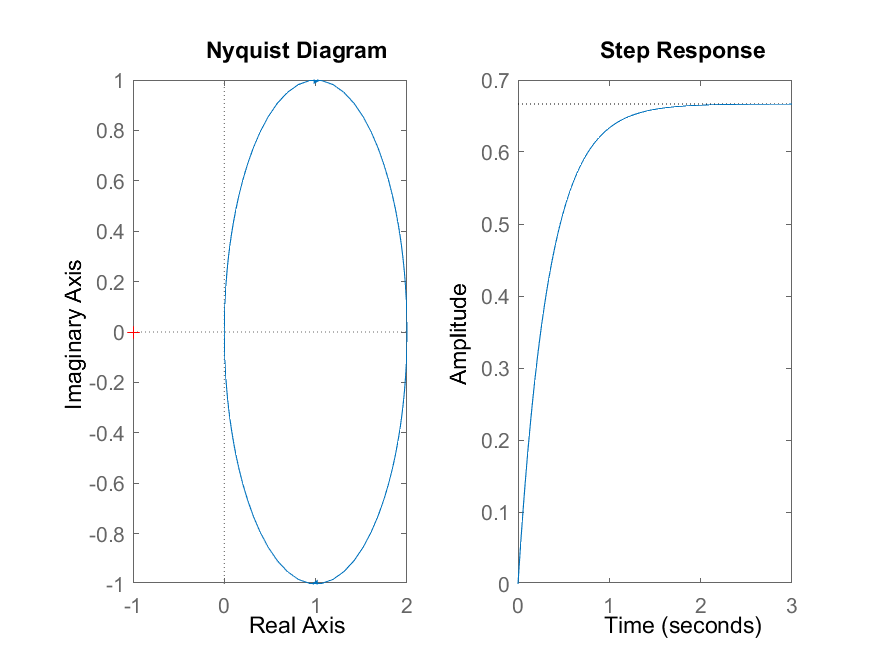 Nyquist Diagram
1
0.8
0.6
0.4
0.2
0
-0.2
-0.4
-0.6
-0.8
-1
Imaginary Axis
-1 0 1 2
Real Axis
Step Response
0.7
0.6
0.5
0.4
0.3
0.2
0.1
0
Amplitude
0 1 2 3
Time (seconds)